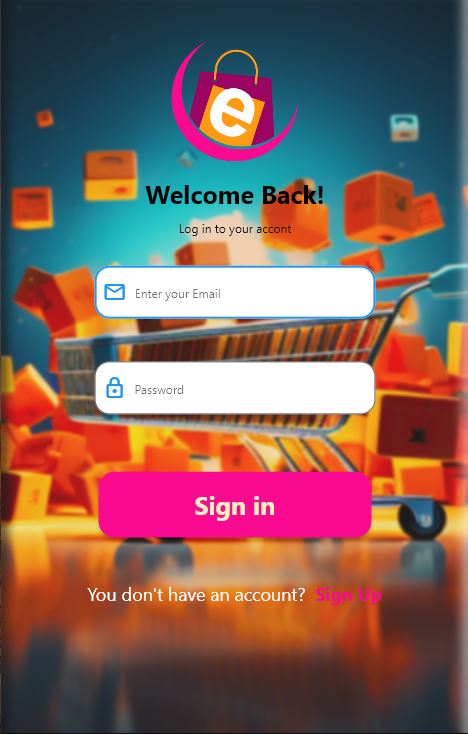 e
Welcome Back!
Log in to your accont
Enter your Email
Password
Sign in
You don't have an account? Sign Up